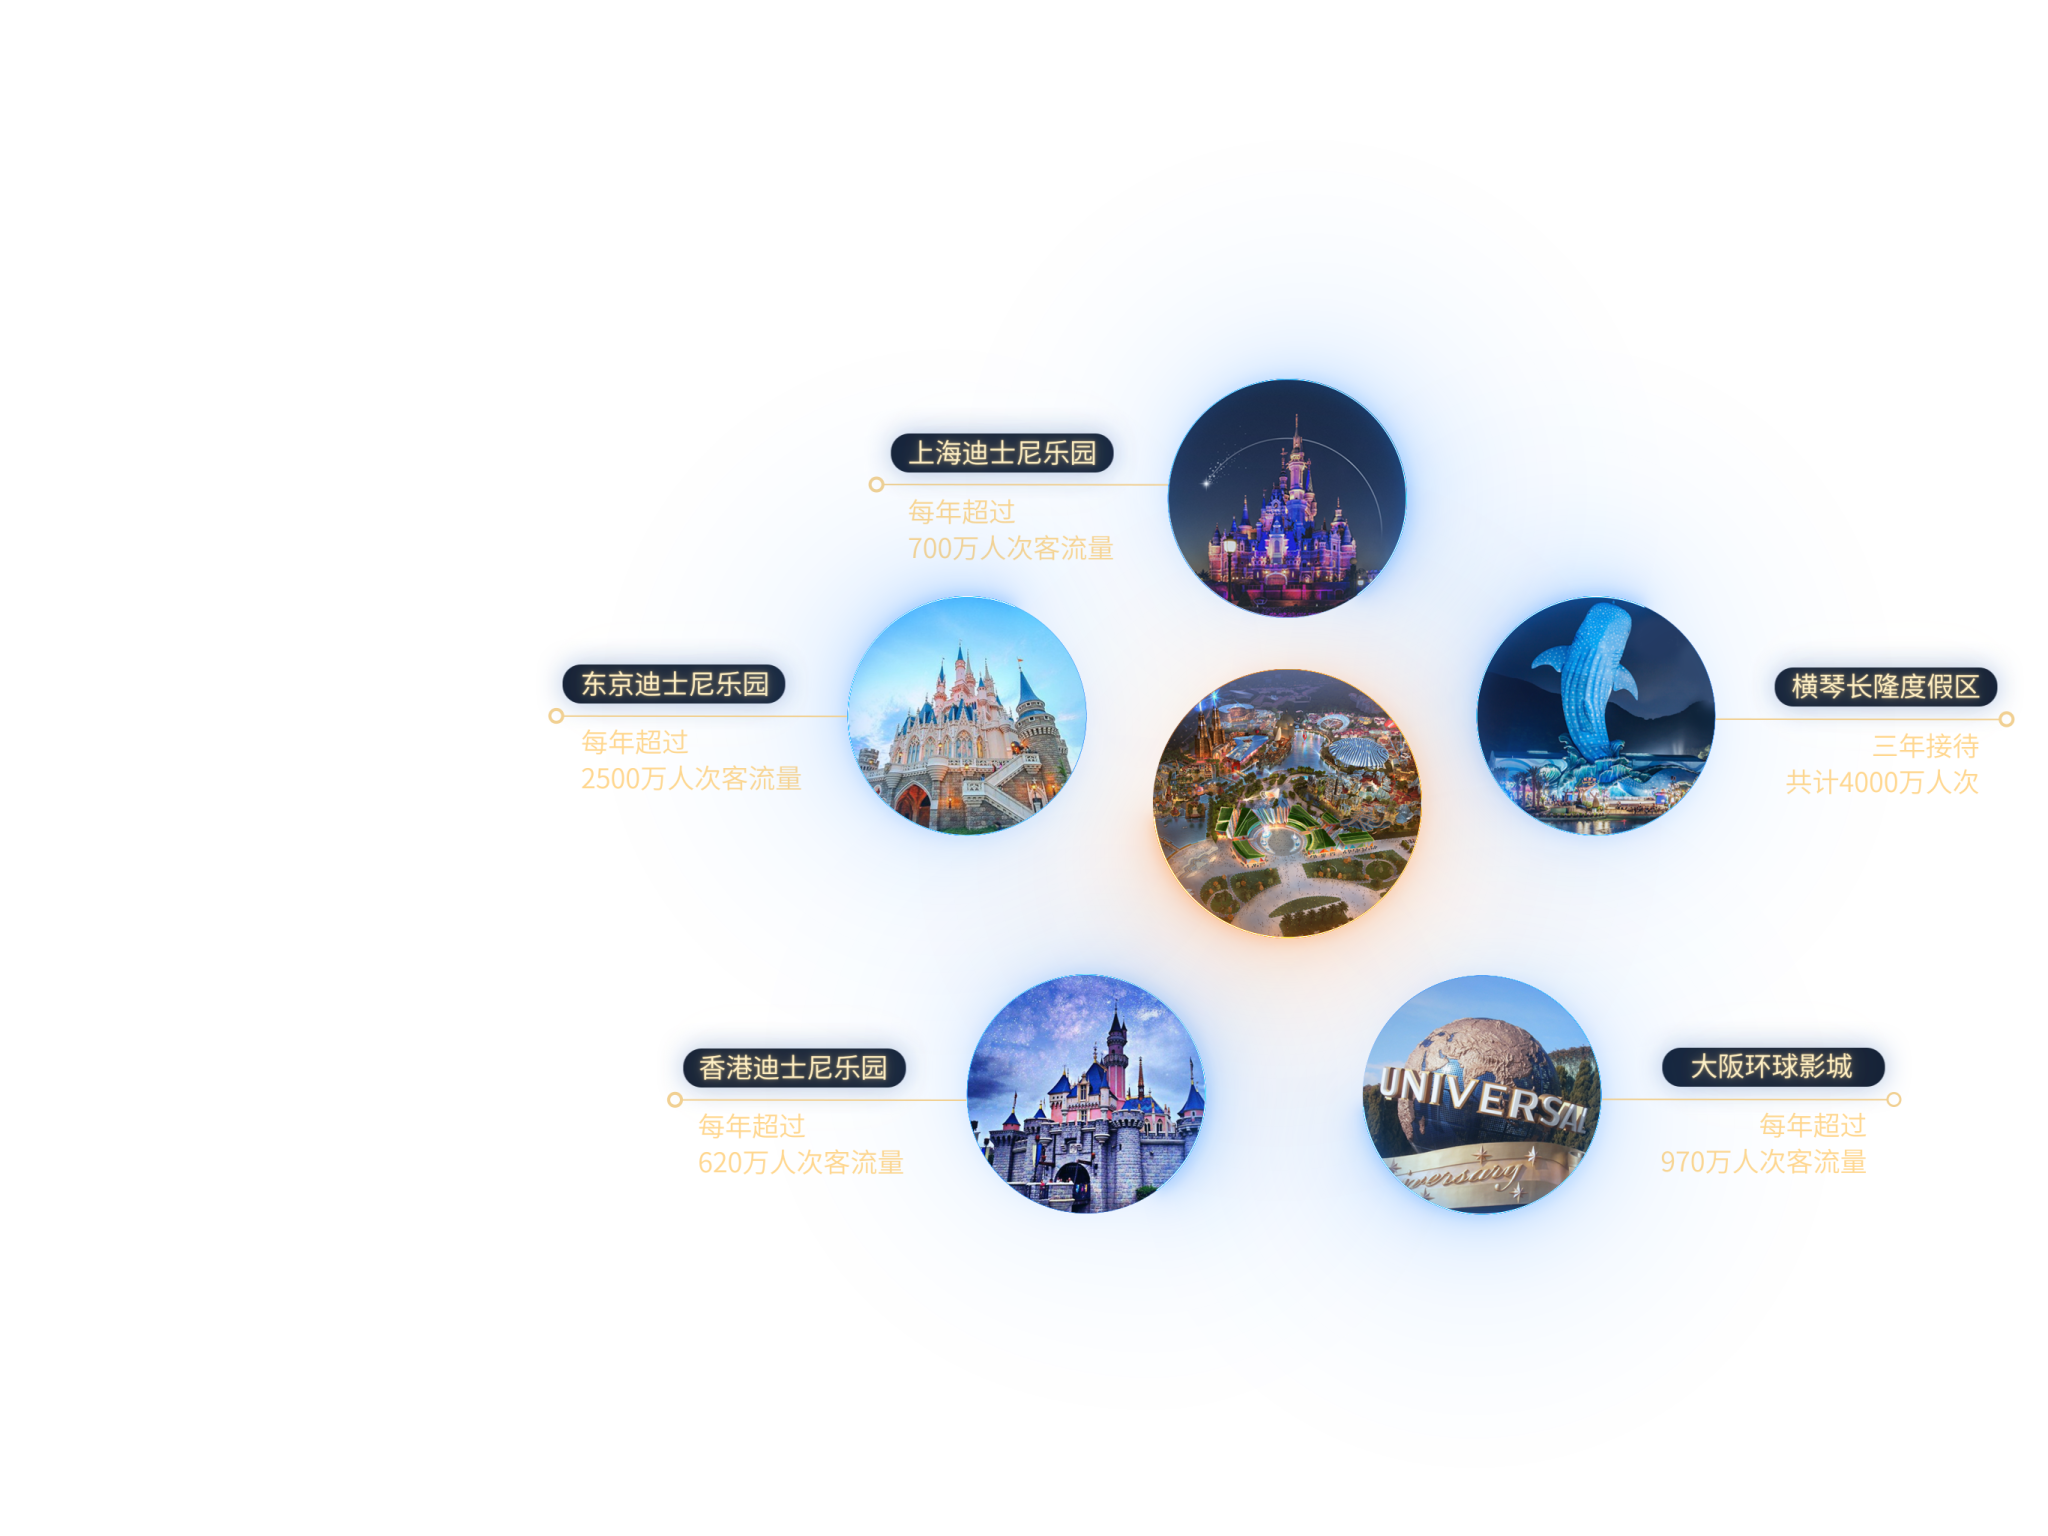 上海迪士尼乐园
每年超过
700万人次客流量
东京迪士尼乐园
每年超过
2500万人次客流量
横琴长隆度假区
三年接待
共计4000万人次
香港迪士尼乐园
每年超过
620万人次客流量
UNIVERSAL
iversary
大阪环球影城
每年超过
970万人次客流量